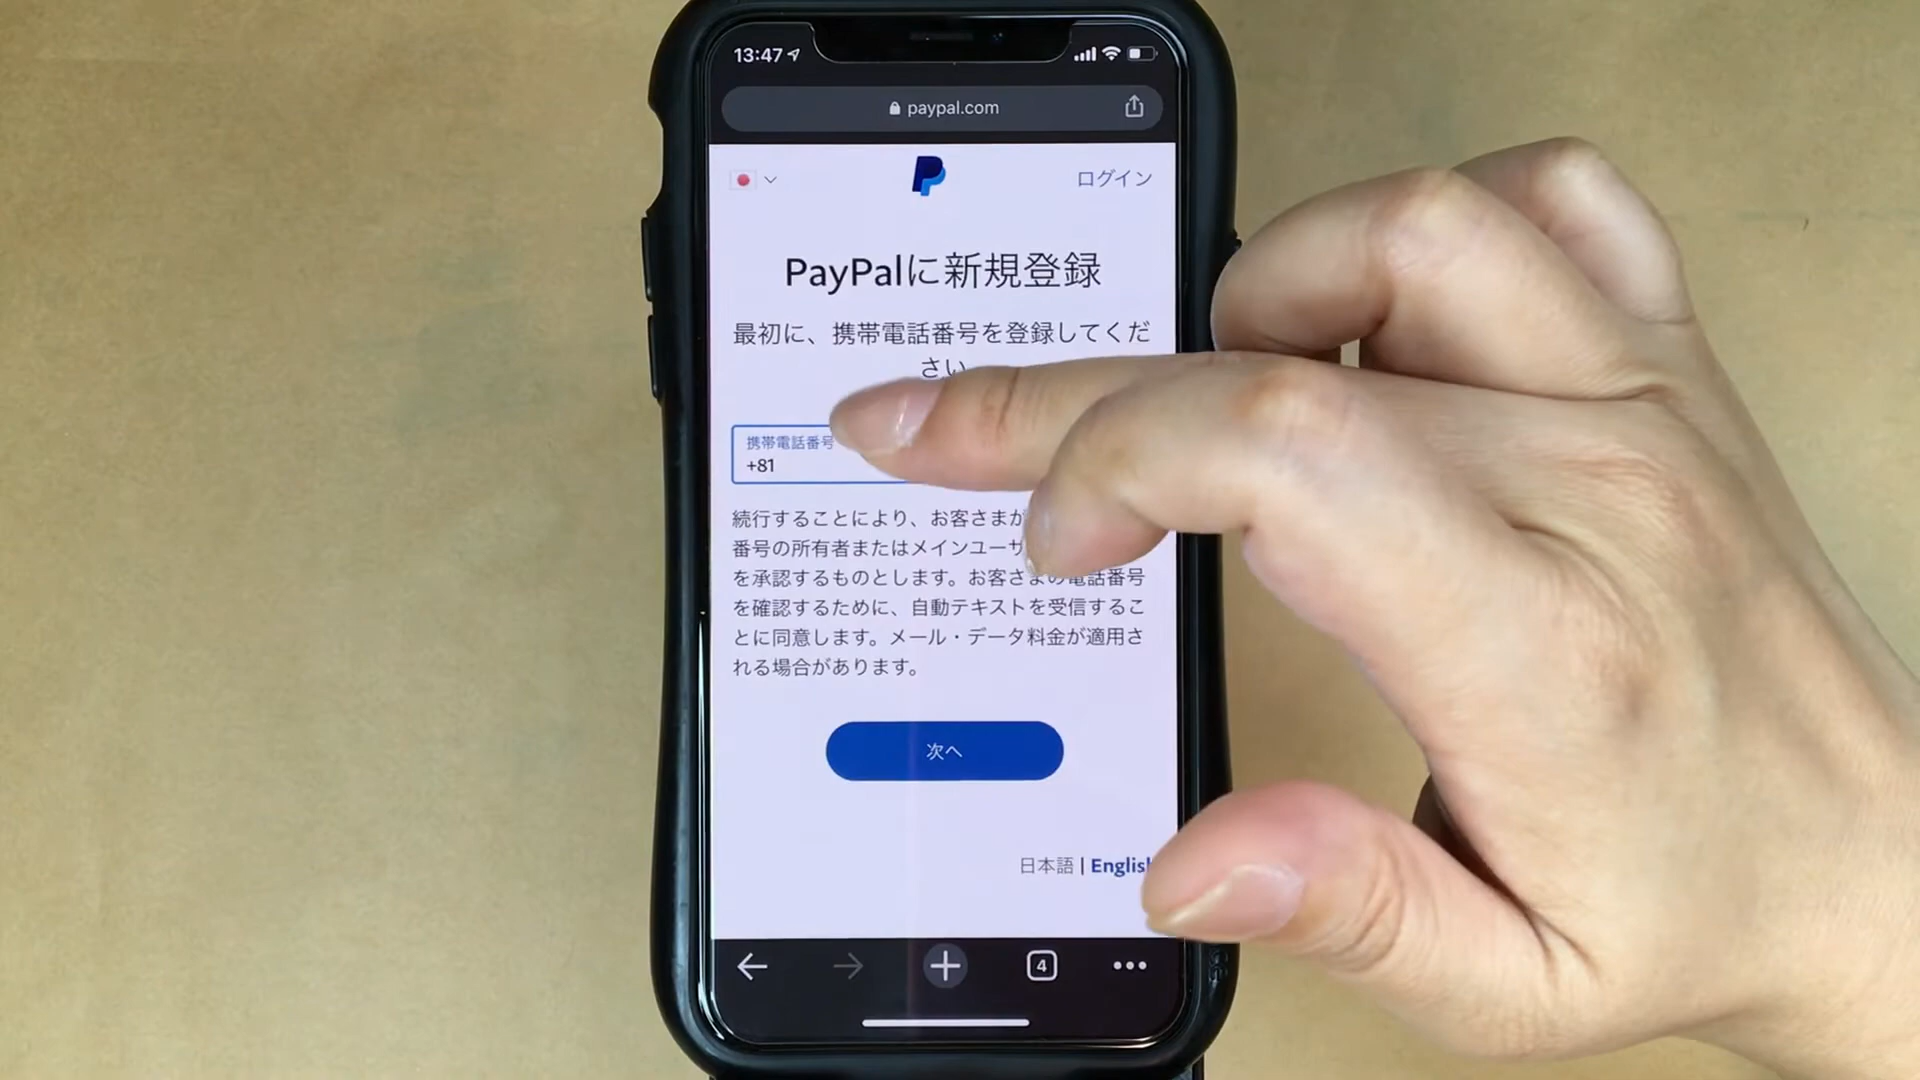 13:47
paypal.com
ログイン
PayPalに新規登録
最初に、携帯電話番号を登録してくだ
さい
携帯電話番号
+81
続行することにより、お客さまが
番号の所有者またはメインユーザ
を承認するものとします。お客さまの電話番号
を確認するために、自動テキストを受信するこ
とに同意します。メール・データ料金が適用さ
れる場合があります。
次へ
日本語 | English
4